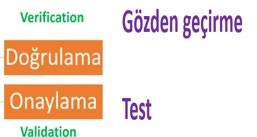 Verification
Gözden geçirme
Doğrulama
Onaylama
Test
Validation